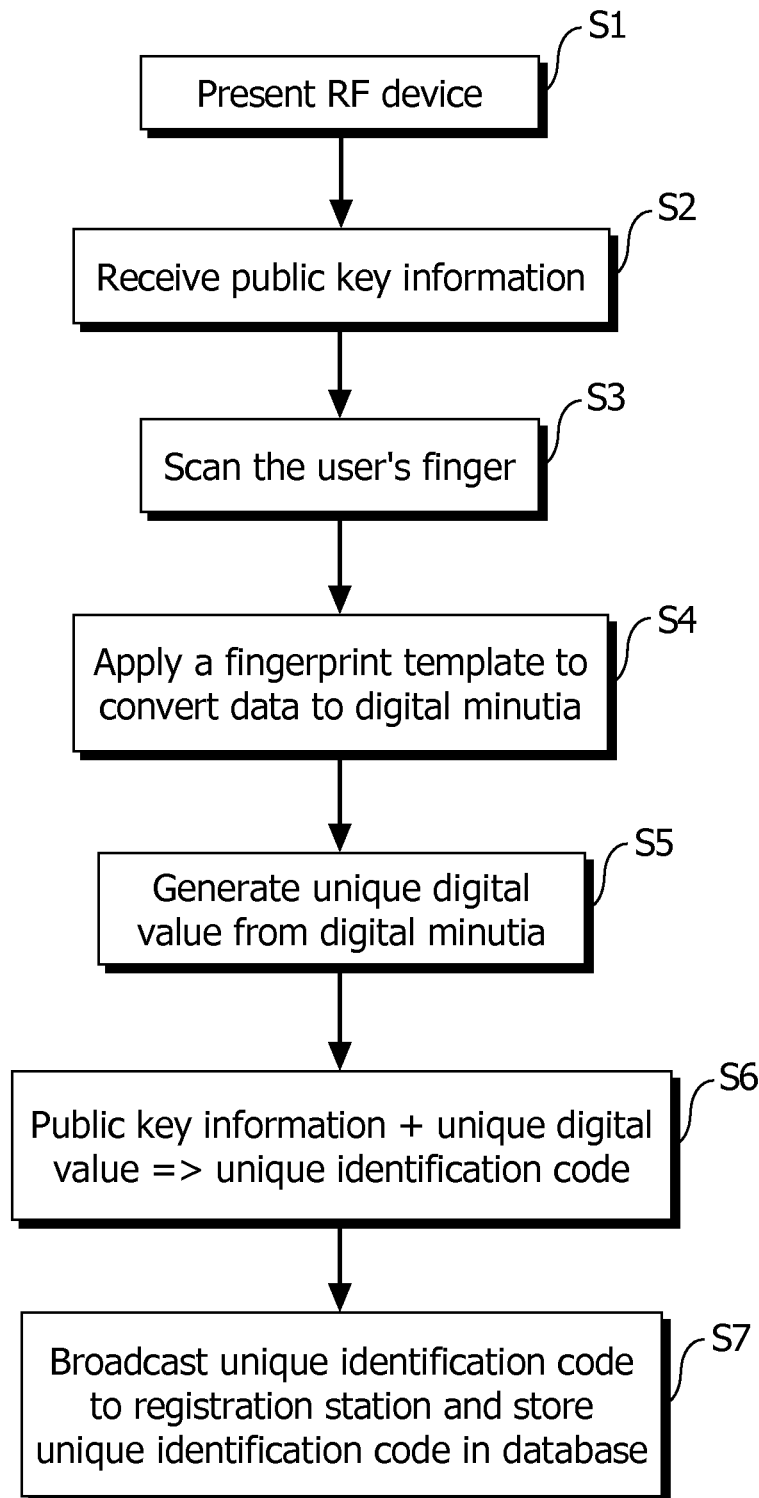 S1
Present RF device
S2
Receive public key information
S3
Scan the user's finger
S4
Apply a fingerprint template to
convert data to digital minutia
S5
Generate unique digital
value from digital minutia
S6
Public key information + unique digital
value => unique identification code
S7
Broadcast unique identification code
to registration station and store
unique identification code in database